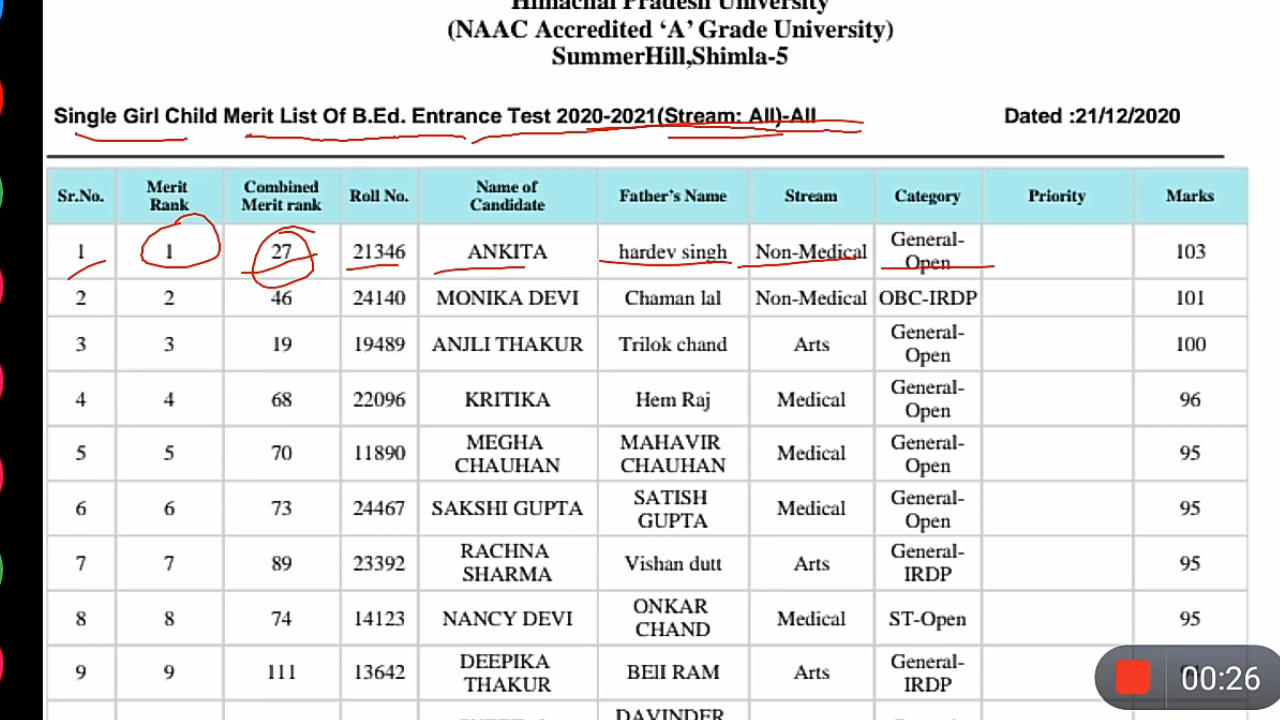 Himachal Pradesh University
(NAAC Accredited ‘A’ Grade University)
SummerHill,Shimla-5
Single Girl Child Merit List Of B.Ed. Entrance Test 2020-2021(Stream: All)-All Dated :21/12/2020
Sr.No. Merit Rank Combined Merit rank Roll No. Name of Candidate Father's Name Stream Category Priority Marks
1 1 27 21346 ANKITA hardev singh Non-Medical General-Open 103
2 2 46 24140 MONIKA DEVI Chaman lal Non-Medical OBC-IRDP 101
3 3 19 19489 ANJLI THAKUR Trilok chand Arts General-Open 100
4 4 68 22096 KRITIKA Hem Raj Medical General-Open 96
5 5 70 11890 MEGHA CHAUHAN MAHAVIR CHAUHAN Medical General-Open 95
6 6 73 24467 SAKSHI GUPTA SATISH GUPTA Medical General-Open 95
7 7 89 23392 RACHNA SHARMA Vishan dutt Arts General-IRDP 95
8 8 74 14123 NANCY DEVI ONKAR CHAND Medical ST-Open 95
9 9 111 13642 DEEPIKA THAKUR BEII RAM Arts General-IRDP
DAVINDER
00:26